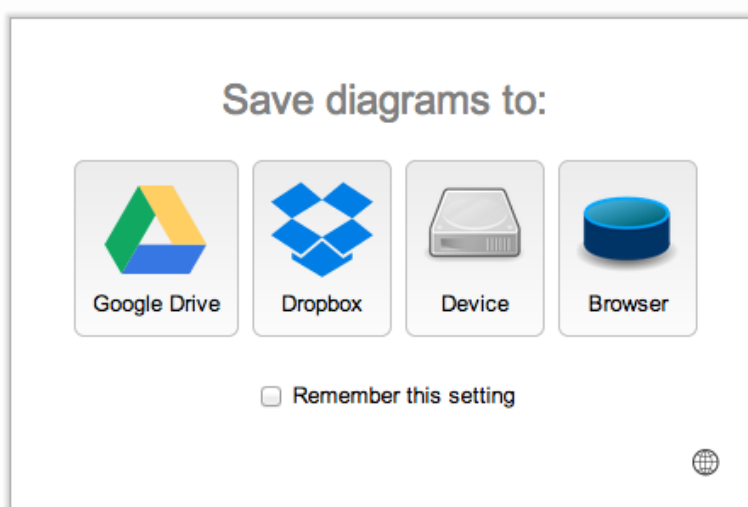 Save diagrams to:
Google Drive
Dropbox
Device
Browser
Remember this setting